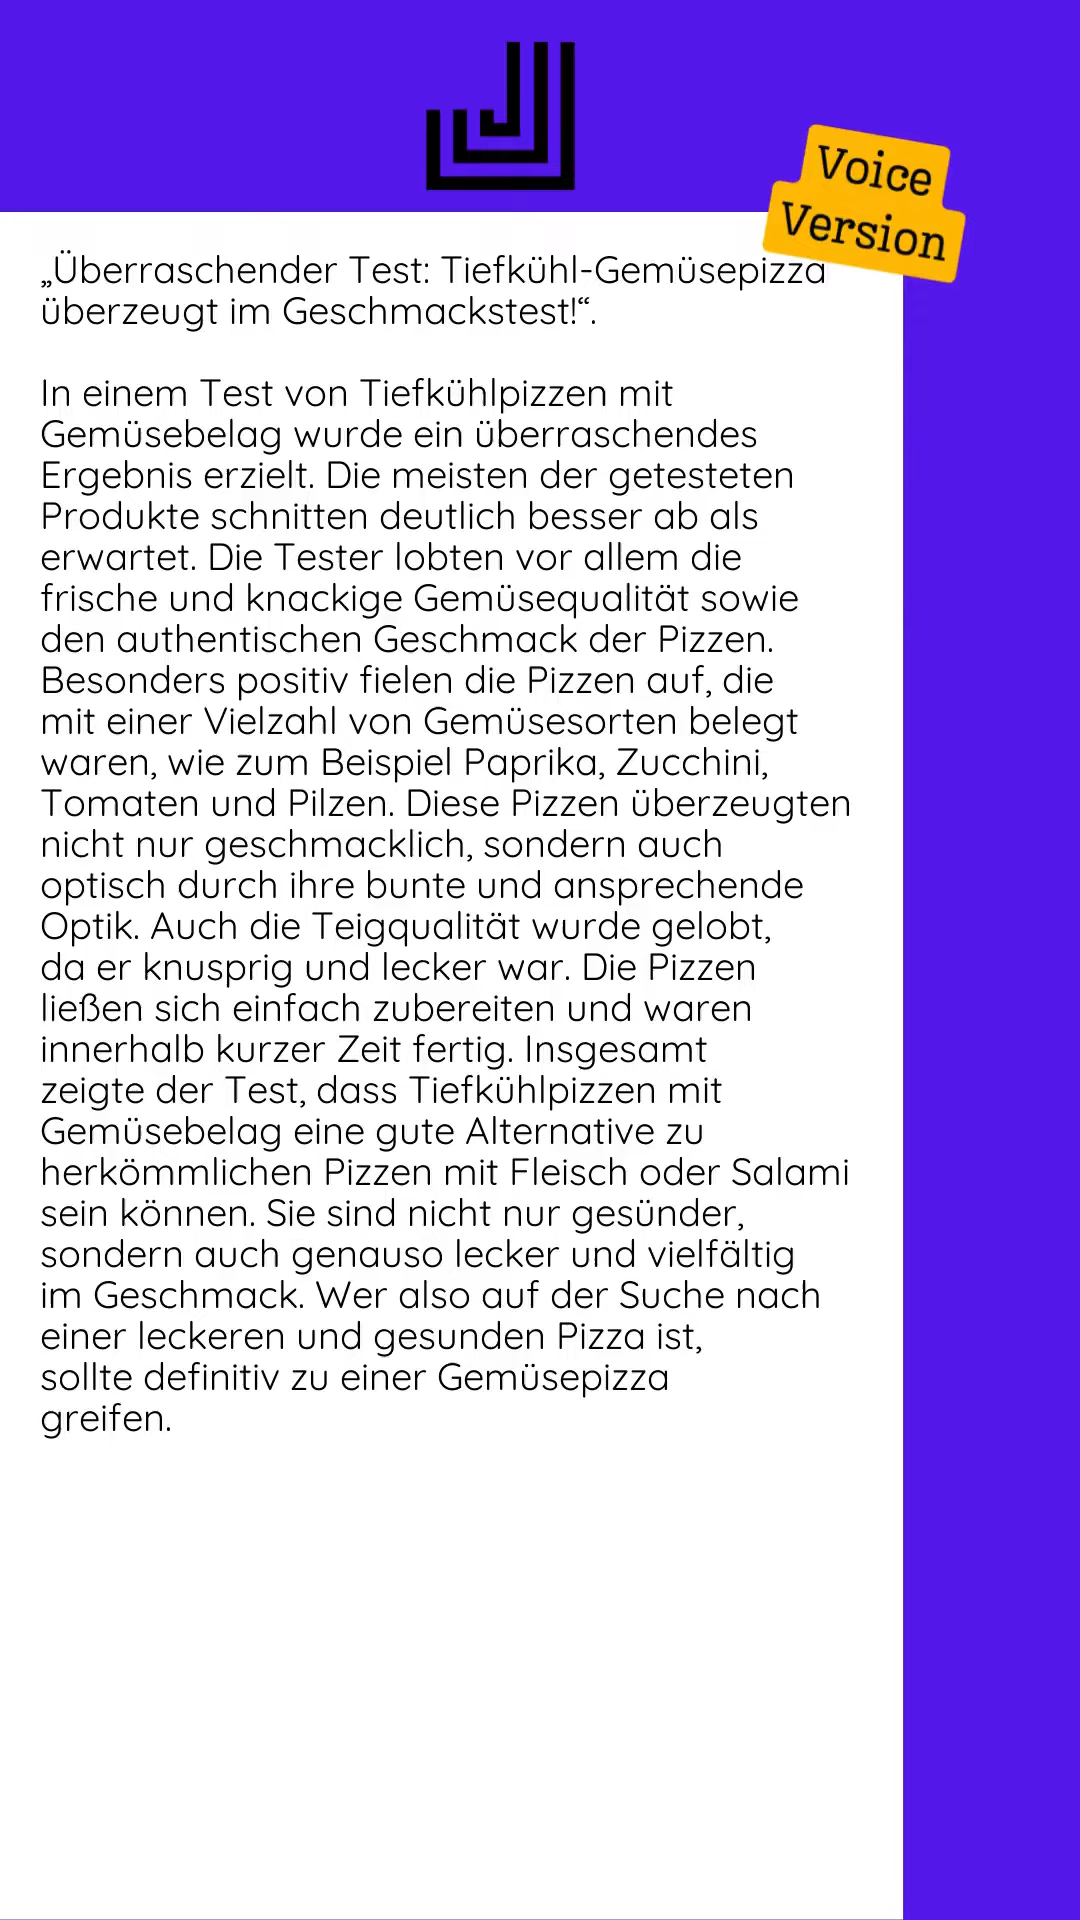 Voice
Version
„Überraschender Test: Tiefkühl-Gemüsepizza
überzeugt im Geschmackstest!“.
In einem Test von Tiefkühlpizzen mit
Gemüsebelag wurde ein überraschendes
Ergebnis erzielt. Die meisten der getesteten
Produkte schnitten deutlich besser ab als
erwartet. Die Tester lobten vor allem die
frische und knackige Gemüsequalität sowie
den authentischen Geschmack der Pizzen.
Besonders positiv fielen die Pizzen auf, die
mit einer Vielzahl von Gemüsesorten belegt
waren, wie zum Beispiel Paprika, Zucchini,
Tomaten und Pilzen. Diese Pizzen überzeugten
nicht nur geschmacklich, sondern auch
optisch durch ihre bunte und ansprechende
Optik. Auch die Teigqualität wurde gelobt,
da er knusprig und lecker war. Die Pizzen
ließen sich einfach zubereiten und waren
innerhalb kurzer Zeit fertig. Insgesamt
zeigte der Test, dass Tiefkühlpizzen mit
Gemüsebelag eine gute Alternative zu
herkömmlichen Pizzen mit Fleisch oder Salami
sein können. Sie sind nicht nur gesünder,
sondern auch genauso lecker und vielfältig
im Geschmack. Wer also auf der Suche nach
einer leckeren und gesunden Pizza ist,
sollte definitiv zu einer Gemüsepizza
greifen.